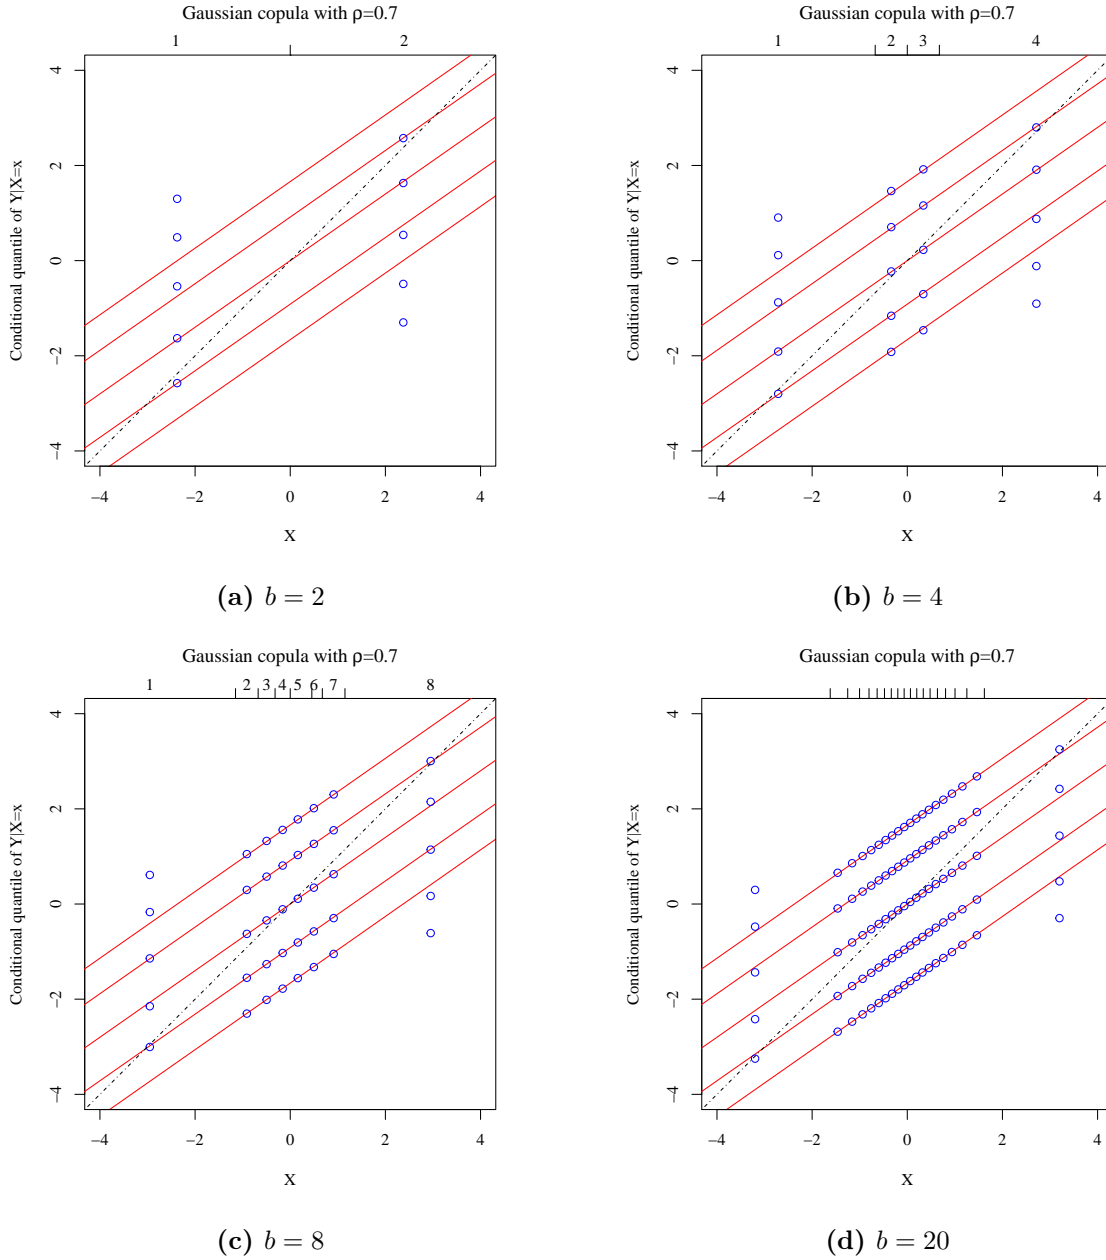 Gaussian copula with ρ=0.7
1 2
Conditional quantile of Y|X=x
4
2
0
−2
−4
−4 −2 0 2 4
X
(a) b = 2
Gaussian copula with ρ=0.7
1 2 3 4
Conditional quantile of Y|X=x
4
2
0
−2
−4
−4 −2 0 2 4
X
(b) b = 4
Gaussian copula with ρ=0.7
1 2 3 4 5 6 7 8
Conditional quantile of Y|X=x
4
2
0
−2
−4
−4 −2 0 2 4
X
(c) b = 8
Gaussian copula with ρ=0.7
Conditional quantile of Y|X=x
4
2
0
−2
−4
−4 −2 0 2 4
X
(d) b = 20